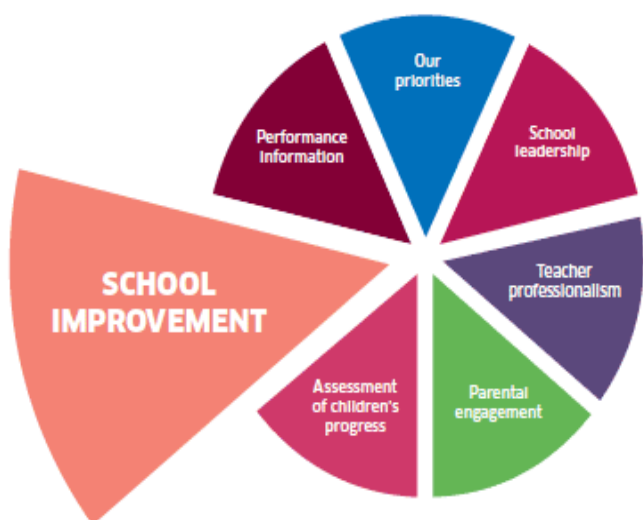 Our
priorities
School
leadership
Teacher
professionalism
Parental
engagement
Assessment
of children's
progress
SCHOOL
IMPROVEMENT
Performance
information